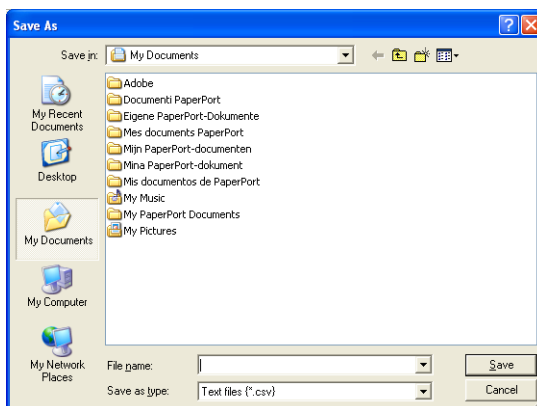 Save As
Save in:
My Documents
My Recent Documents
Desktop
My Documents
My Computer
My Network Places
Adobe
Documenti PaperPort
Eigene PaperPort-Dokumente
Mes documents PaperPort
Mijn PaperPort-documenten
Mina PaperPort-dokument
Mis documentos de PaperPort
My Music
My PaperPort Documents
My Pictures
File name:
Save
Save as type:
Text files {*.csv}
Cancel